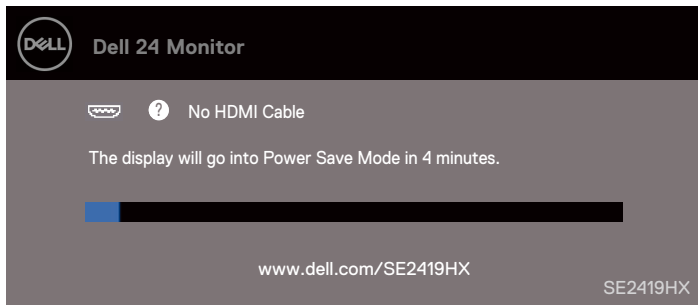 DELL
Dell 24 Monitor
? No HDMI Cable
The display will go into Power Save Mode in 4 minutes.
www.dell.com/SE2419HX
SE2419HX